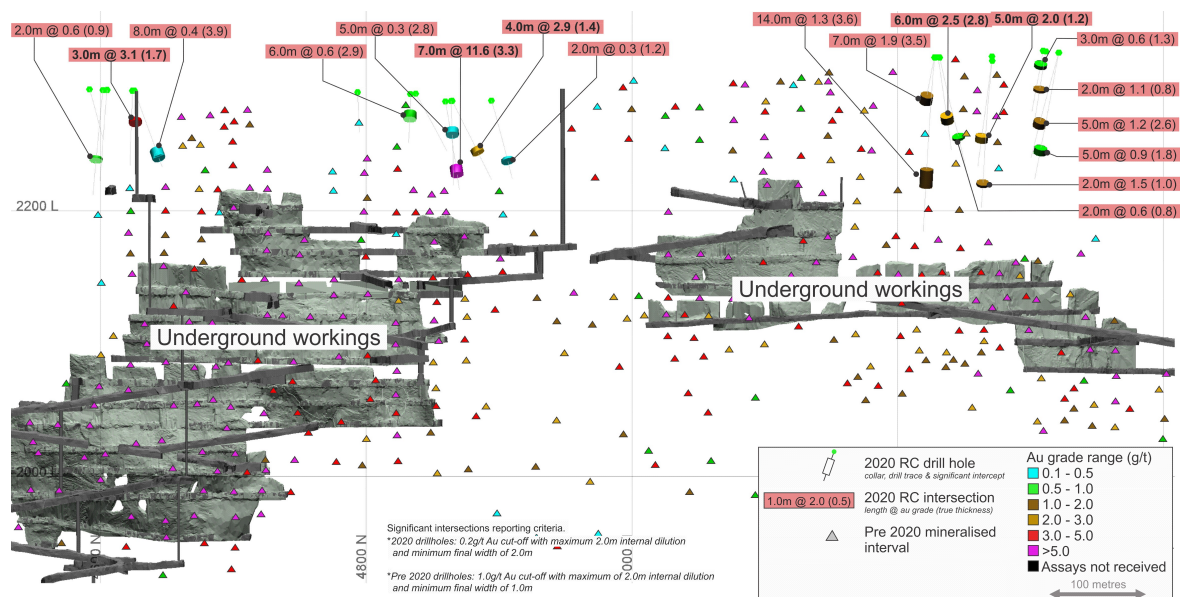 2.0m @ 0.6 (0.9)
8.0m @ 0.4 (3.9)
3.0m @ 3.1 (1.7)
5.0m @ 0.3 (2.8)
4.0m @ 2.9 (1.4)
6.0m @ 0.6 (2.9)
7.0m @ 11.6 (3.3)
2.0m @ 0.3 (1.2)
14.0m @ 1.3 (3.6)
6.0m @ 2.5 (2.8)
5.0m @ 2.0 (1.2)
7.0m @ 1.9 (3.5)
3.0m @ 0.6 (1.3)
2.0m @ 1.1 (0.8)
5.0m @ 1.2 (2.6)
5.0m @ 0.9 (1.8)
2.0m @ 1.5 (1.0)
2.0m @ 0.6 (0.8)
2200 L
Underground workings
Underground workings
2000 L
4800 N
Significant intersections reporting criteria.
*2020 drillholes: 0.2g/t Au cut-off with maximum 2.0m internal dilution
and minimum final width of 2.0m
*Pre 2020 drillholes: 1.0g/t Au cut-off with maximum of 2.0m internal dilution
and minimum final width of 1.0m
2020 RC drill hole
collar, drill trace & significant intercept
1.0m @ 2.0 (0.5)
2020 RC intersection
length @ au grade (true thickness)
Pre 2020 mineralised
interval
Au grade range (g/t)
0.1 - 0.5
0.5 - 1.0
1.0 - 2.0
2.0 - 3.0
3.0 - 5.0
>5.0
Assays not received
100 metres